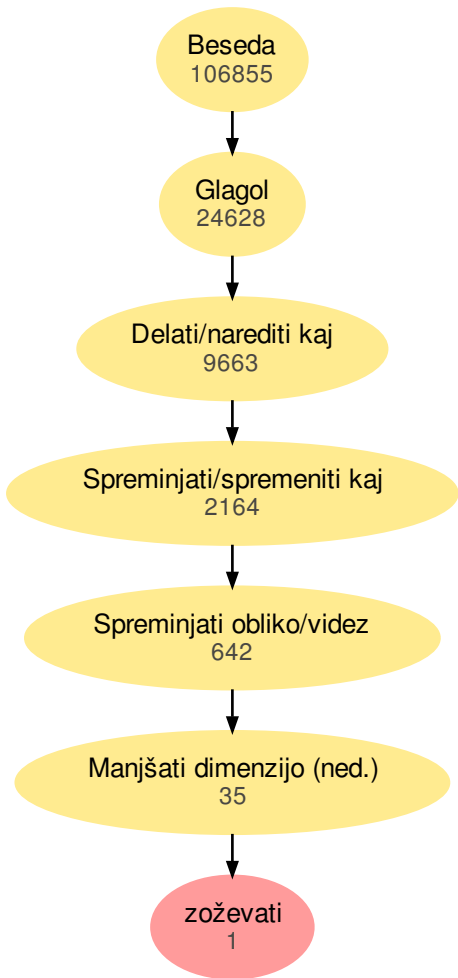 Beseda
106855
Glagol
24628
Delati/narediti kaj
9663
Spreminjati/spremeniti kaj
2164
Spreminjati obliko/videz
642
Manjšati dimenzijo (ned.)
35
zoževati
1